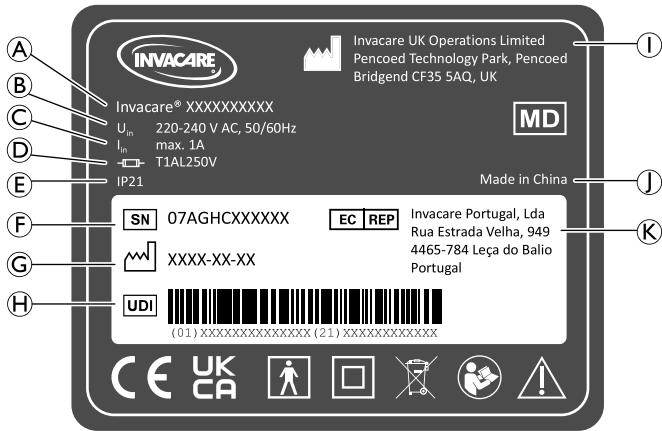 INVACARE
Invacare UK Operations Limited
Pencoed Technology Park, Pencoed
Bridgend CF35 5AQ, UK
Invacare® XXXXXXXXXX
Uin 220-240 V AC, 50/60Hz
Iin max. 1A
T1AL250V
IP21
MD
Made in China
SN 07AGHCXXXXXX
XXXX-XX-XX
UDI
(01)XXXXXXXXXXXXXX(21)XXXXXXXXXXXX
EC REP
Invacare Portugal, Lda
Rua Estrada Velha, 949
4465-784 Leça do Balio
Portugal
CE
UK
CA
A
B
C
D
E
F
G
H
I
J
K